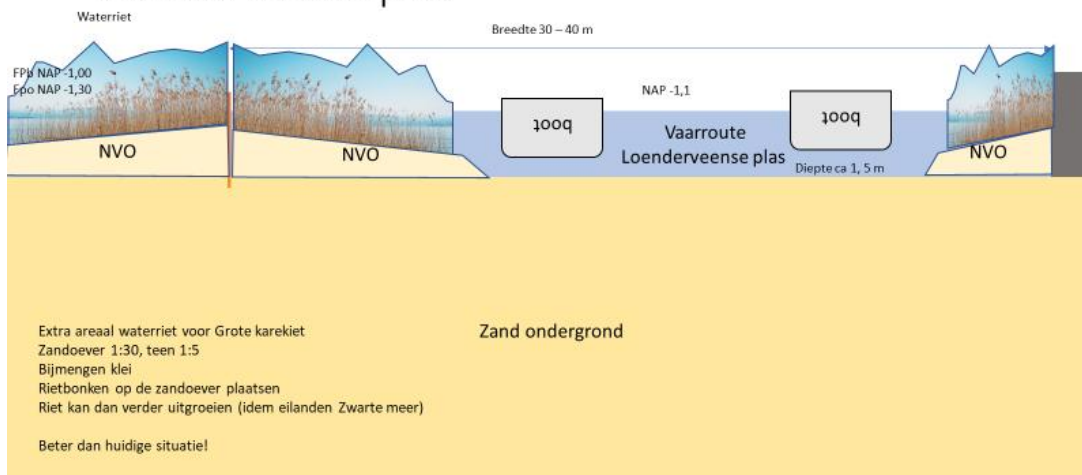 Waterriet
Breedte 30 – 40 m
FPb NAP -1,00
Fpo NAP -1,30
NAP -1,1
boot
boot
NVO
NVO
Vaarroute
Loenderveense plas
Diepte ca 1, 5 m
NVO
Extra areaal waterriet voor Grote karekiet
Zandoever 1:30, teen 1:5
Bijmengen klei
Rietbonken op de zandoever plaatsen
Riet kan dan verder uitgroeien (idem eilanden Zwarte meer)
Beter dan huidige situatie!
Zand ondergrond